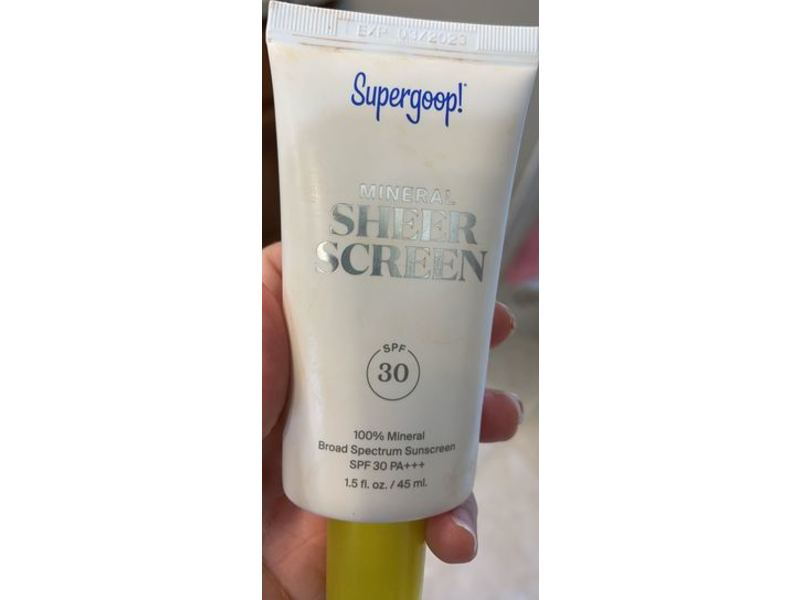 EXP 03/2023
Supergoop!
MINERAL
SHEER
SCREEN
SPF
30
100% Mineral
Broad Spectrum Sunscreen
SPF 30 PA+++
1.5 fl. oz. / 45 ml.